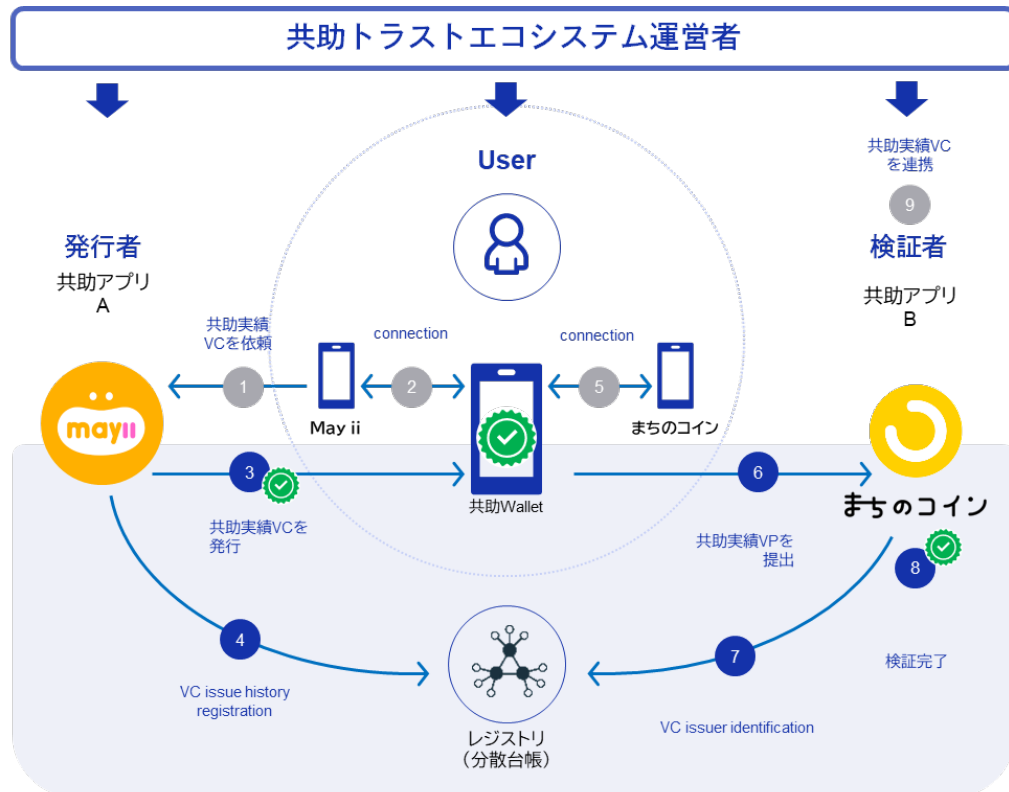 共助トラストエコシステム運営者
User
共助実績VC
を連携
9
発行者
共助アプリ
A
検証者
共助アプリ
B
共助実績
VCを依頼
connection
connection
1
2
5
mayii
May ii
まちのコイン
共助Wallet
3
6
共助実績VCを
発行
共助実績VPを
提出
まちのコイン
8
検証完了
4
7
VC issue history
registration
VC issuer identification
レジストリ
（分散台帳）